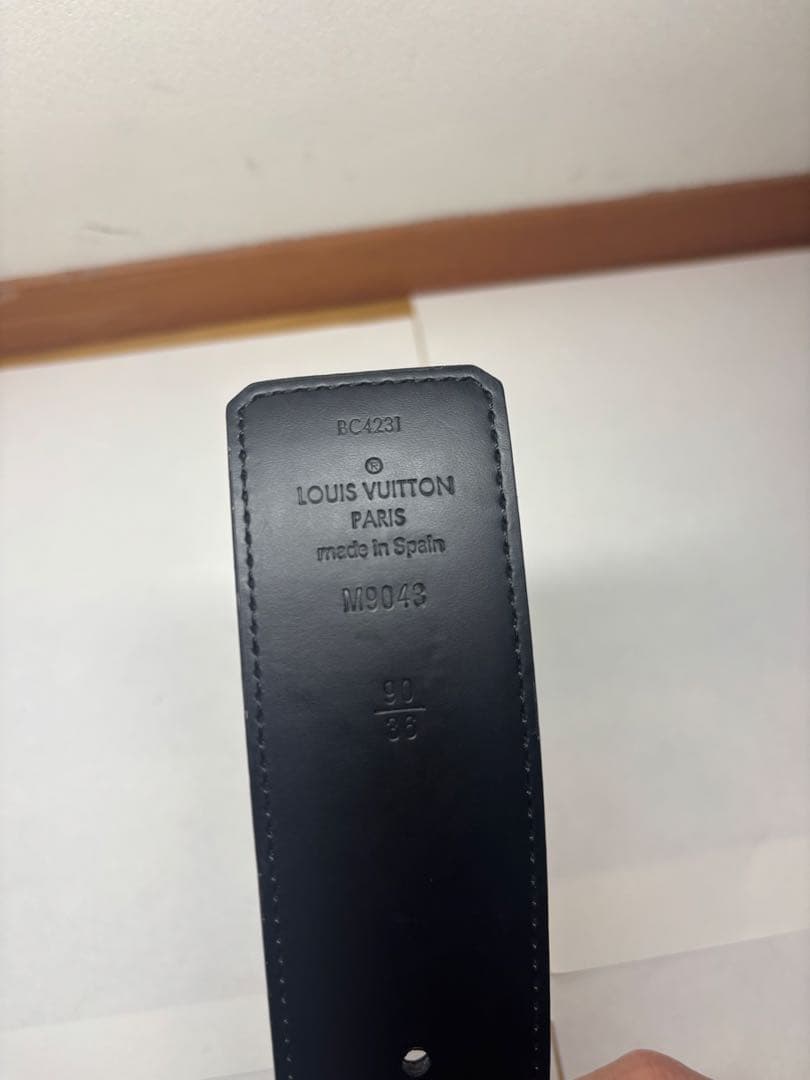 BC4231
®
LOUIS VUITTON
PARIS
made in Spain
M9043
90
36